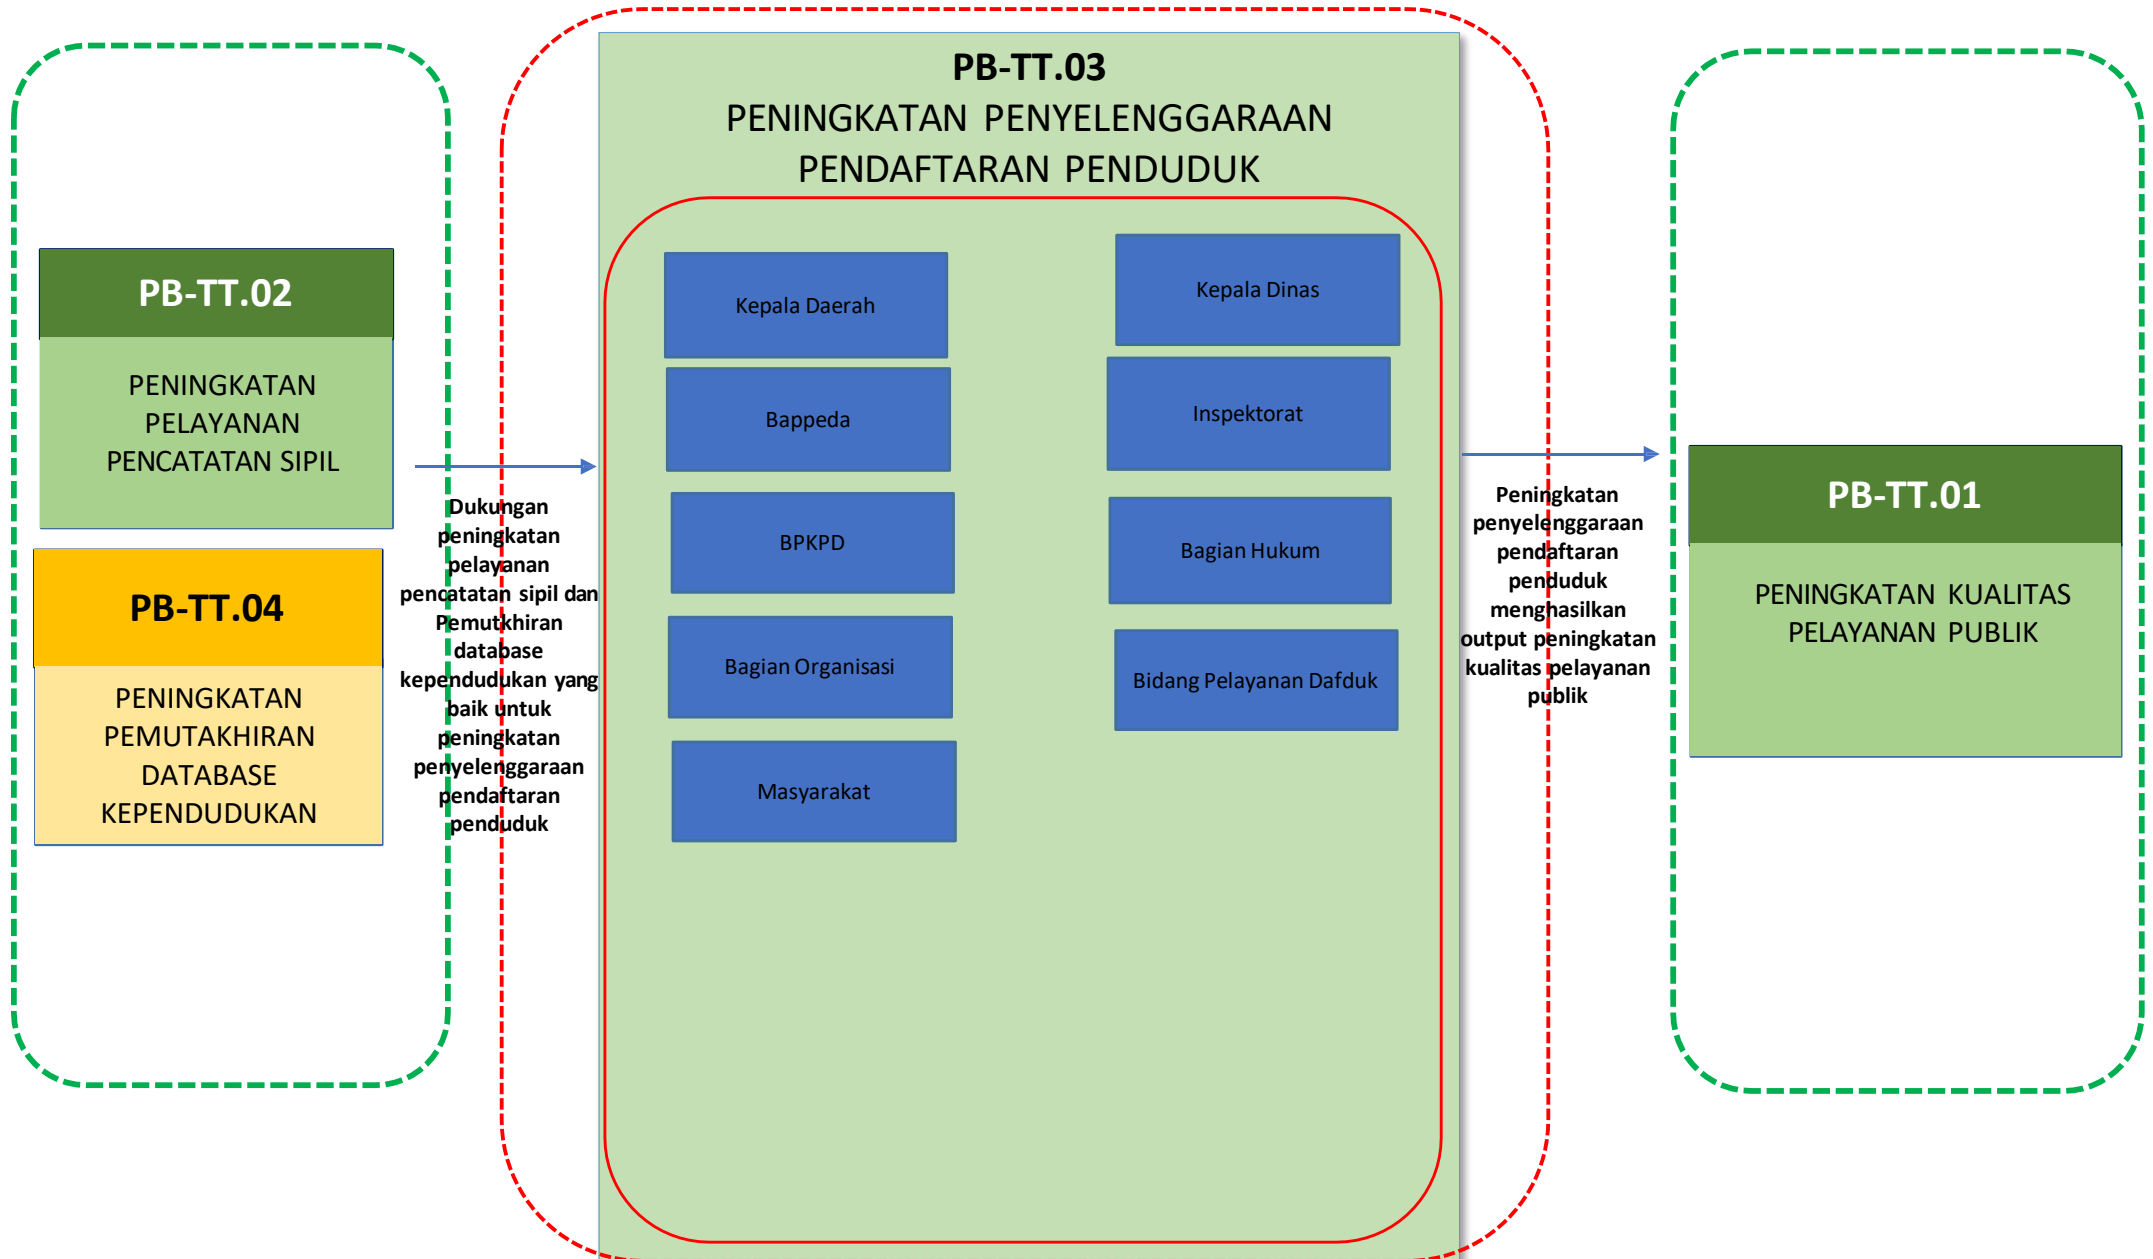 PB-TT.02
PENINGKATAN
PELAYANAN
PENCATATAN SIPIL
PB-TT.04
PENINGKATAN
PEMUTAKHIRAN
DATABASE
KEPENDUDUKAN
Dukungan
peningkatan
pelayanan
pencatatan sipil dan
Pemutkhiran
database
kependudukan yang
baik untuk
peningkatan
penyelenggaraan
pendaftaran
penduduk
PB-TT.03
PENINGKATAN PENYELENGGARAAN
PENDAFTARAN PENDUDUK
Kepala Daerah
Bappeda
BPKPD
Bagian Organisasi
Masyarakat
Kepala Dinas
Inspektorat
Bagian Hukum
Bidang Pelayanan Dafduk
Peningkatan
penyelenggaraan
pendaftaran
penduduk
menghasilkan
output peningkatan
kualitas pelayanan
publik
PB-TT.01
PENINGKATAN KUALITAS
PELAYANAN PUBLIK